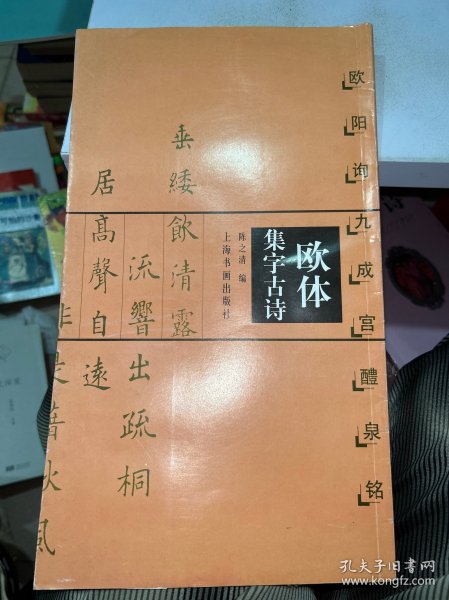 欧阳询九成宫醴泉铭
欧体
集字古诗
陈之清 编
上海书画出版社
垂緌飲清露
流響出疏桐
居髙聲自遠
非是藉秋風
孔夫子旧书网
www.kongfz.com